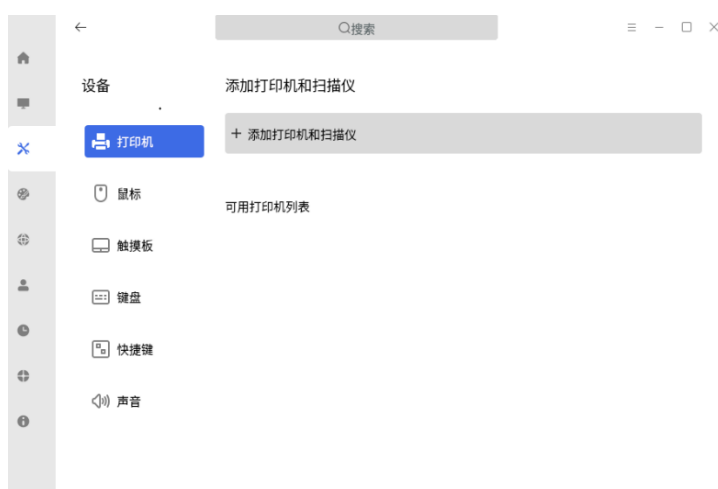 搜索
设备
添加打印机和扫描仪
打印机
+ 添加打印机和扫描仪
鼠标
可用打印机列表
触摸板
键盘
快捷键
声音